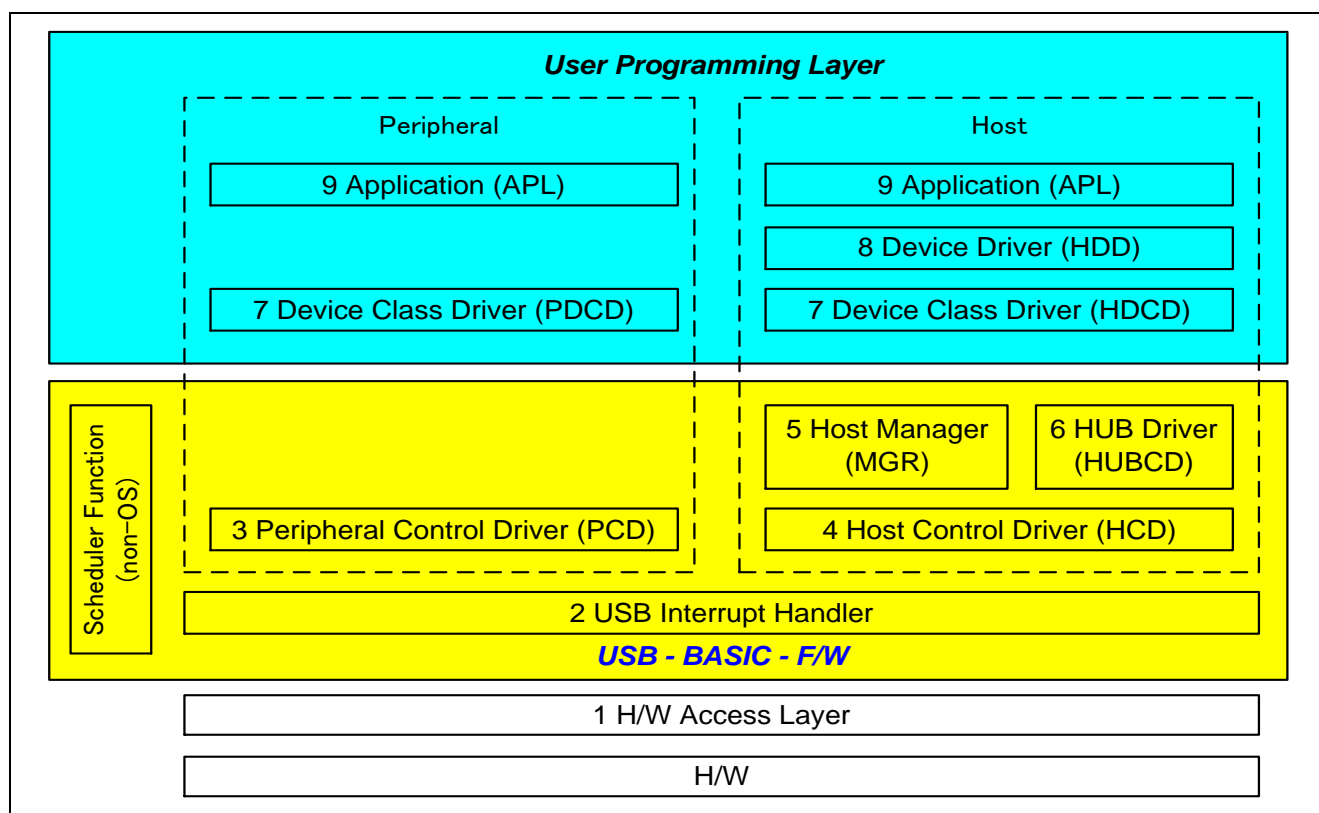 User Programming Layer
Peripheral
Host
9 Application (APL)
9 Application (APL)
8 Device Driver (HDD)
7 Device Class Driver (PDCD)
7 Device Class Driver (HDCD)
Scheduler Function
(non-OS)
5 Host Manager
(MGR)
6 HUB Driver
(HUBCD)
3 Peripheral Control Driver (PCD)
4 Host Control Driver (HCD)
2 USB Interrupt Handler
USB - BASIC - F/W
1 H/W Access Layer
H/W